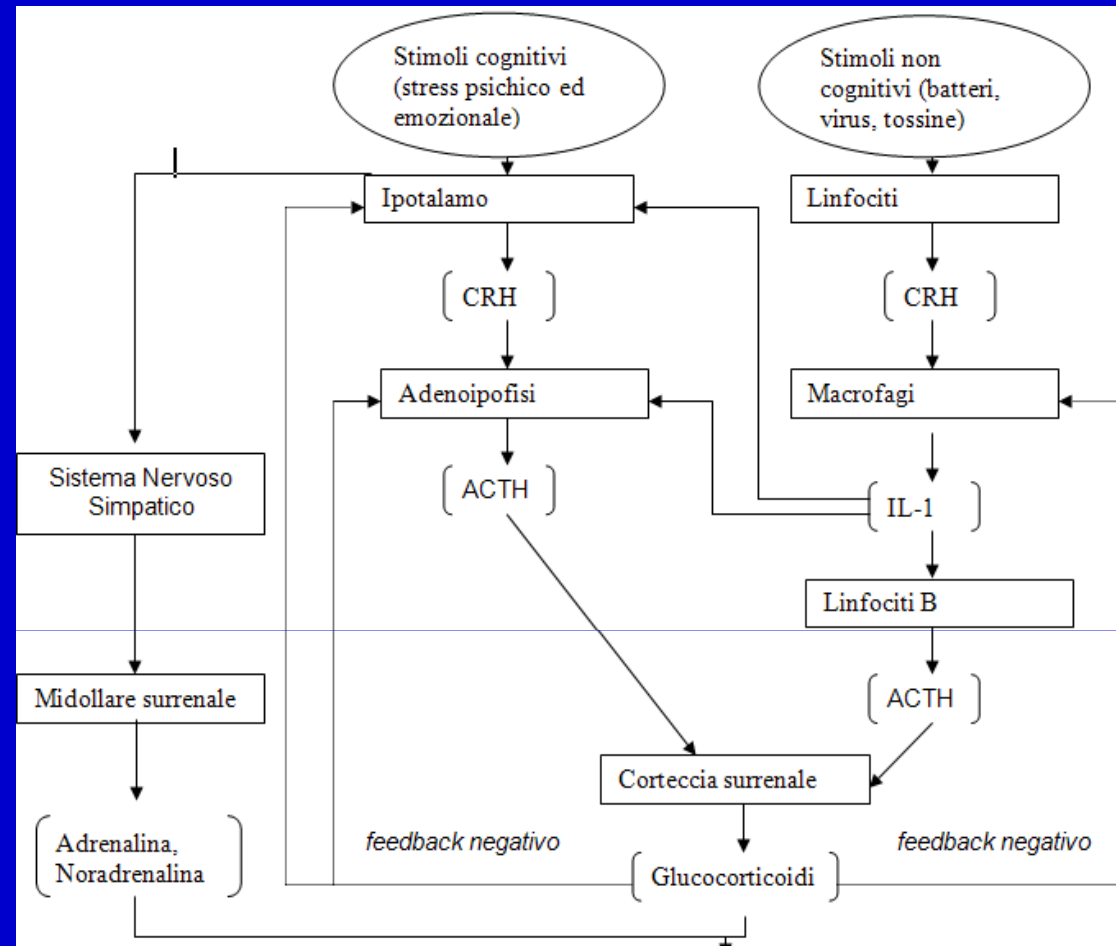 Stimoli cognitivi
(stress psichico ed
emozionale)
Stimoli non
cognitivi (batteri,
virus, tossine)
Ipotalamo
Linfociti
CRH
CRH
Adenoipofisi
Macrofagi
Sistema Nervoso
Simpatico
ACTH
IL-1
Linfociti B
Midollare surrenale
ACTH
Corteccia surrenale
Adrenalina,
Noradrenalina
feedback negativo
feedback negativo
Glucocorticoidi